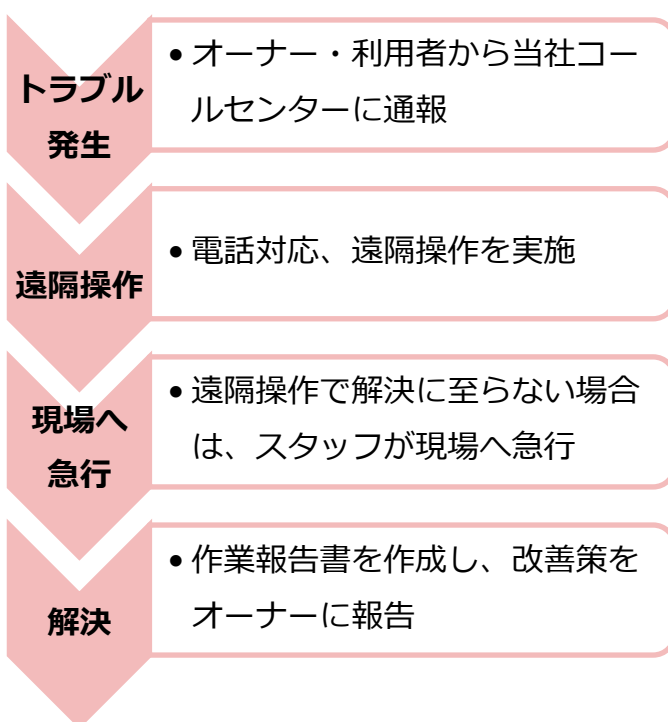 トラブル
発生
• オーナー・利用者から当社コー
ルセンターに通報
遠隔操作
• 電話対応、遠隔操作を実施
現場へ
急行
• 遠隔操作で解決に至らない場合
は、スタッフが現場へ急行
解決
• 作業報告書を作成し、改善策を
オーナーに報告